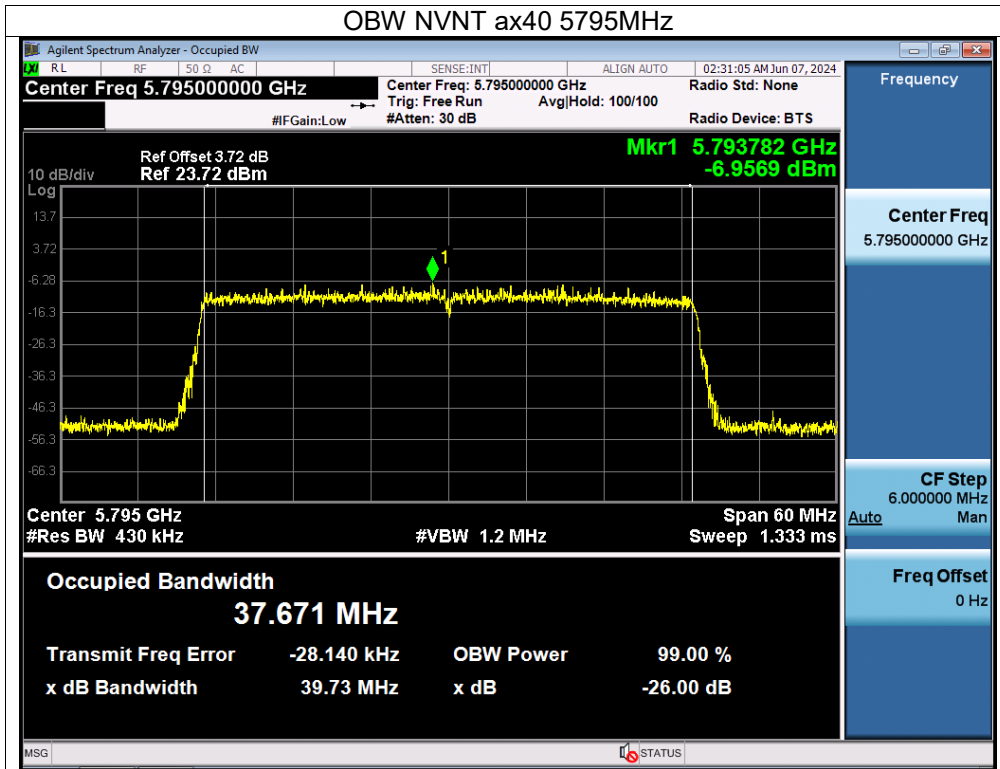 OBW NVNT ax40 5795MHz
Agilent Spectrum Analyzer - Occupied BW
LXI RL RF 50 Ω AC SENSE:INT ALIGN AUTO 02:31:05 AM Jun 07, 2024
Center Freq 5.795000000 GHz
Center Freq: 5.795000000 GHz
Radio Std: None
Trig: Free Run Avg|Hold: 100/100
#IFGain:Low
#Atten: 30 dB
Radio Device: BTS
Mkr1 5.793782 GHz
-6.9569 dBm
Ref Offset 3.72 dB
10 dB/div Ref 23.72 dBm
Log
13.7
3.72
1
-6.28
-16.3
-26.3
-36.3
-46.3
-56.3
-66.3
Center 5.795 GHz Span 60 MHz
#Res BW 430 kHz #VBW 1.2 MHz Sweep 1.333 ms
Occupied Bandwidth
37.671 MHz
Transmit Freq Error -28.140 kHz OBW Power 99.00 %
x dB Bandwidth 39.73 MHz x dB -26.00 dB
MSG STATUS
Frequency
Center Freq
5.795000000 GHz
CF Step
6.000000 MHz
Auto Man
Freq Offset
0 Hz